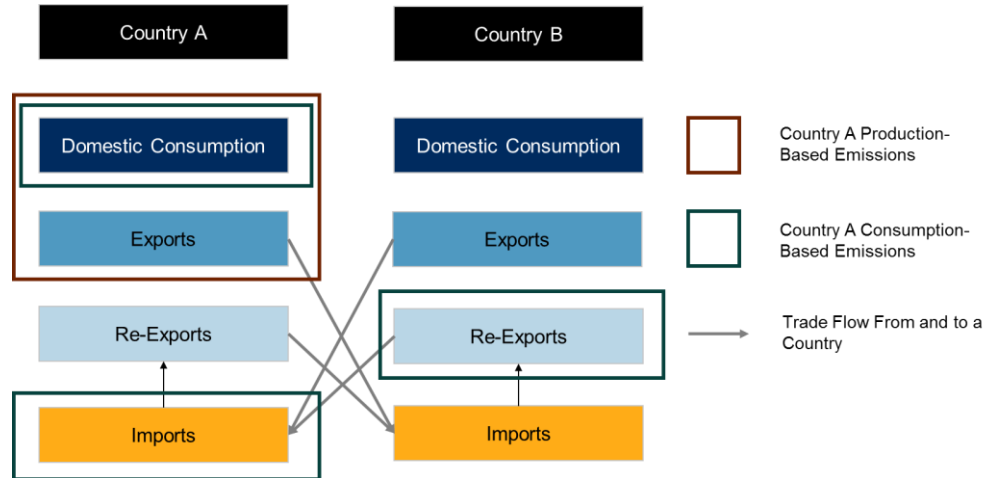 Country A
Country B
Domestic Consumption
Domestic Consumption
Country A Production-
Based Emissions
Exports
Exports
Country A Consumption-
Based Emissions
Re-Exports
Re-Exports
Trade Flow From and to a
Country
Imports
Imports